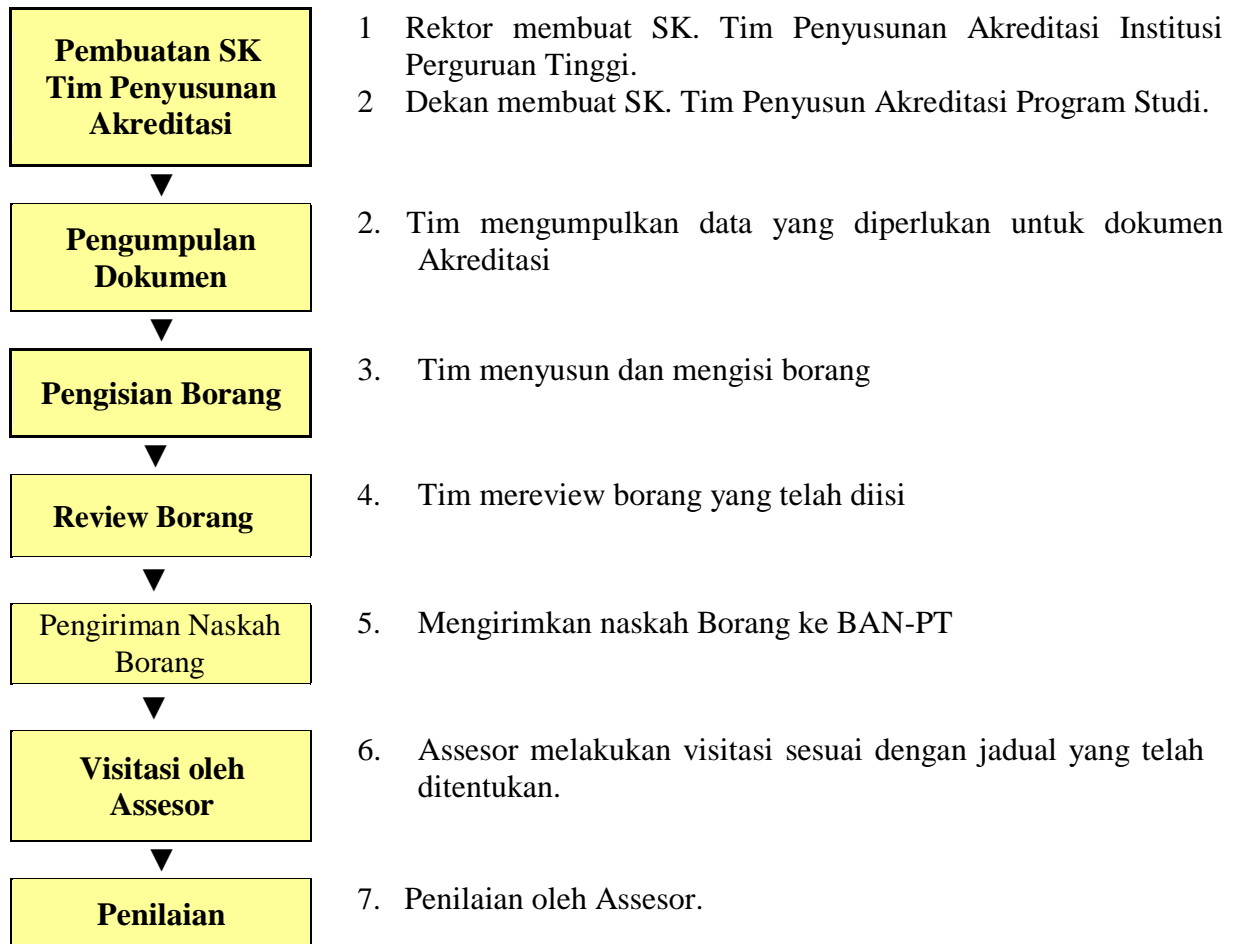 Pembuatan SK
Tim Penyusunan
Akreditasi
1 Rektor membuat SK. Tim Penyusunan Akreditasi Institusi
Perguruan Tinggi.
2 Dekan membuat SK. Tim Penyusun Akreditasi Program Studi.
Pengumpulan
Dokumen
2. Tim mengumpulkan data yang diperlukan untuk dokumen
Akreditasi
Pengisian Borang
3. Tim menyusun dan mengisi borang
Review Borang
4. Tim mereview borang yang telah diisi
Pengiriman Naskah
Borang
5. Mengirimkan naskah Borang ke BAN-PT
Visitasi oleh
Assesor
6. Assesor melakukan visitasi sesuai dengan jadual yang telah
ditentukan.
Penilaian
7. Penilaian oleh Assesor.